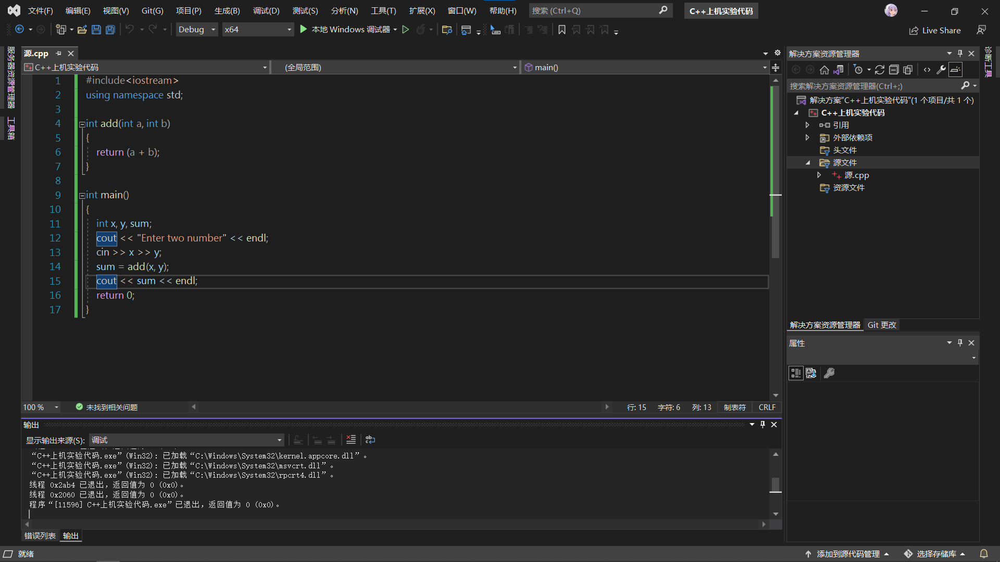 文件(F) 编辑(E) 视图(V) Git(G) 项目(P) 生成(B) 调试(D) 测试(S) 分析(N) 工具(T) 扩展(X) 窗口(W) 帮助(H) 搜索 (Ctrl+Q) C++上机实验代码
Debug x64 本地 Windows 调试器 Live Share
服务器资源管理器
工具箱
源.cpp
C++上机实验代码 (全局范围) main()
1 #include<iostream>
2 using namespace std;
3
4 int add(int a, int b)
5 {
6 return (a + b);
7 }
8
9 int main()
10 {
11 int x, y, sum;
12 cout << "Enter two number" << endl;
13 cin >> x >> y;
14 sum = add(x, y);
15 cout << sum << endl;
16 return 0;
17 }
100 % 未找到相关问题 行: 15 字符: 6 列: 13 制表符 CRLF
输出
显示输出来源(S): 调试
“C++上机实验代码.exe”(Win32): 已加载“C:\Windows\System32\kernel.appcore.dll”。
“C++上机实验代码.exe”(Win32): 已加载“C:\Windows\System32\msvcrt.dll”。
“C++上机实验代码.exe”(Win32): 已加载“C:\Windows\System32\rpcrt4.dll”。
线程 0x2ab4 已退出，返回值为 0 (0x0)。
线程 0x2060 已退出，返回值为 0 (0x0)。
程序“[11596] C++上机实验代码.exe”已退出，返回值为 0 (0x0)。
错误列表 输出
解决方案资源管理器
搜索解决方案资源管理器(Ctrl+;)
解决方案“C++上机实验代码”(1 个项目/共 1 个)
C++上机实验代码
引用
外部依赖项
头文件
源文件
源.cpp
资源文件
解决方案资源管理器 Git 更改
属性
诊断工具
就绪 添加到源代码管理 选择存储库